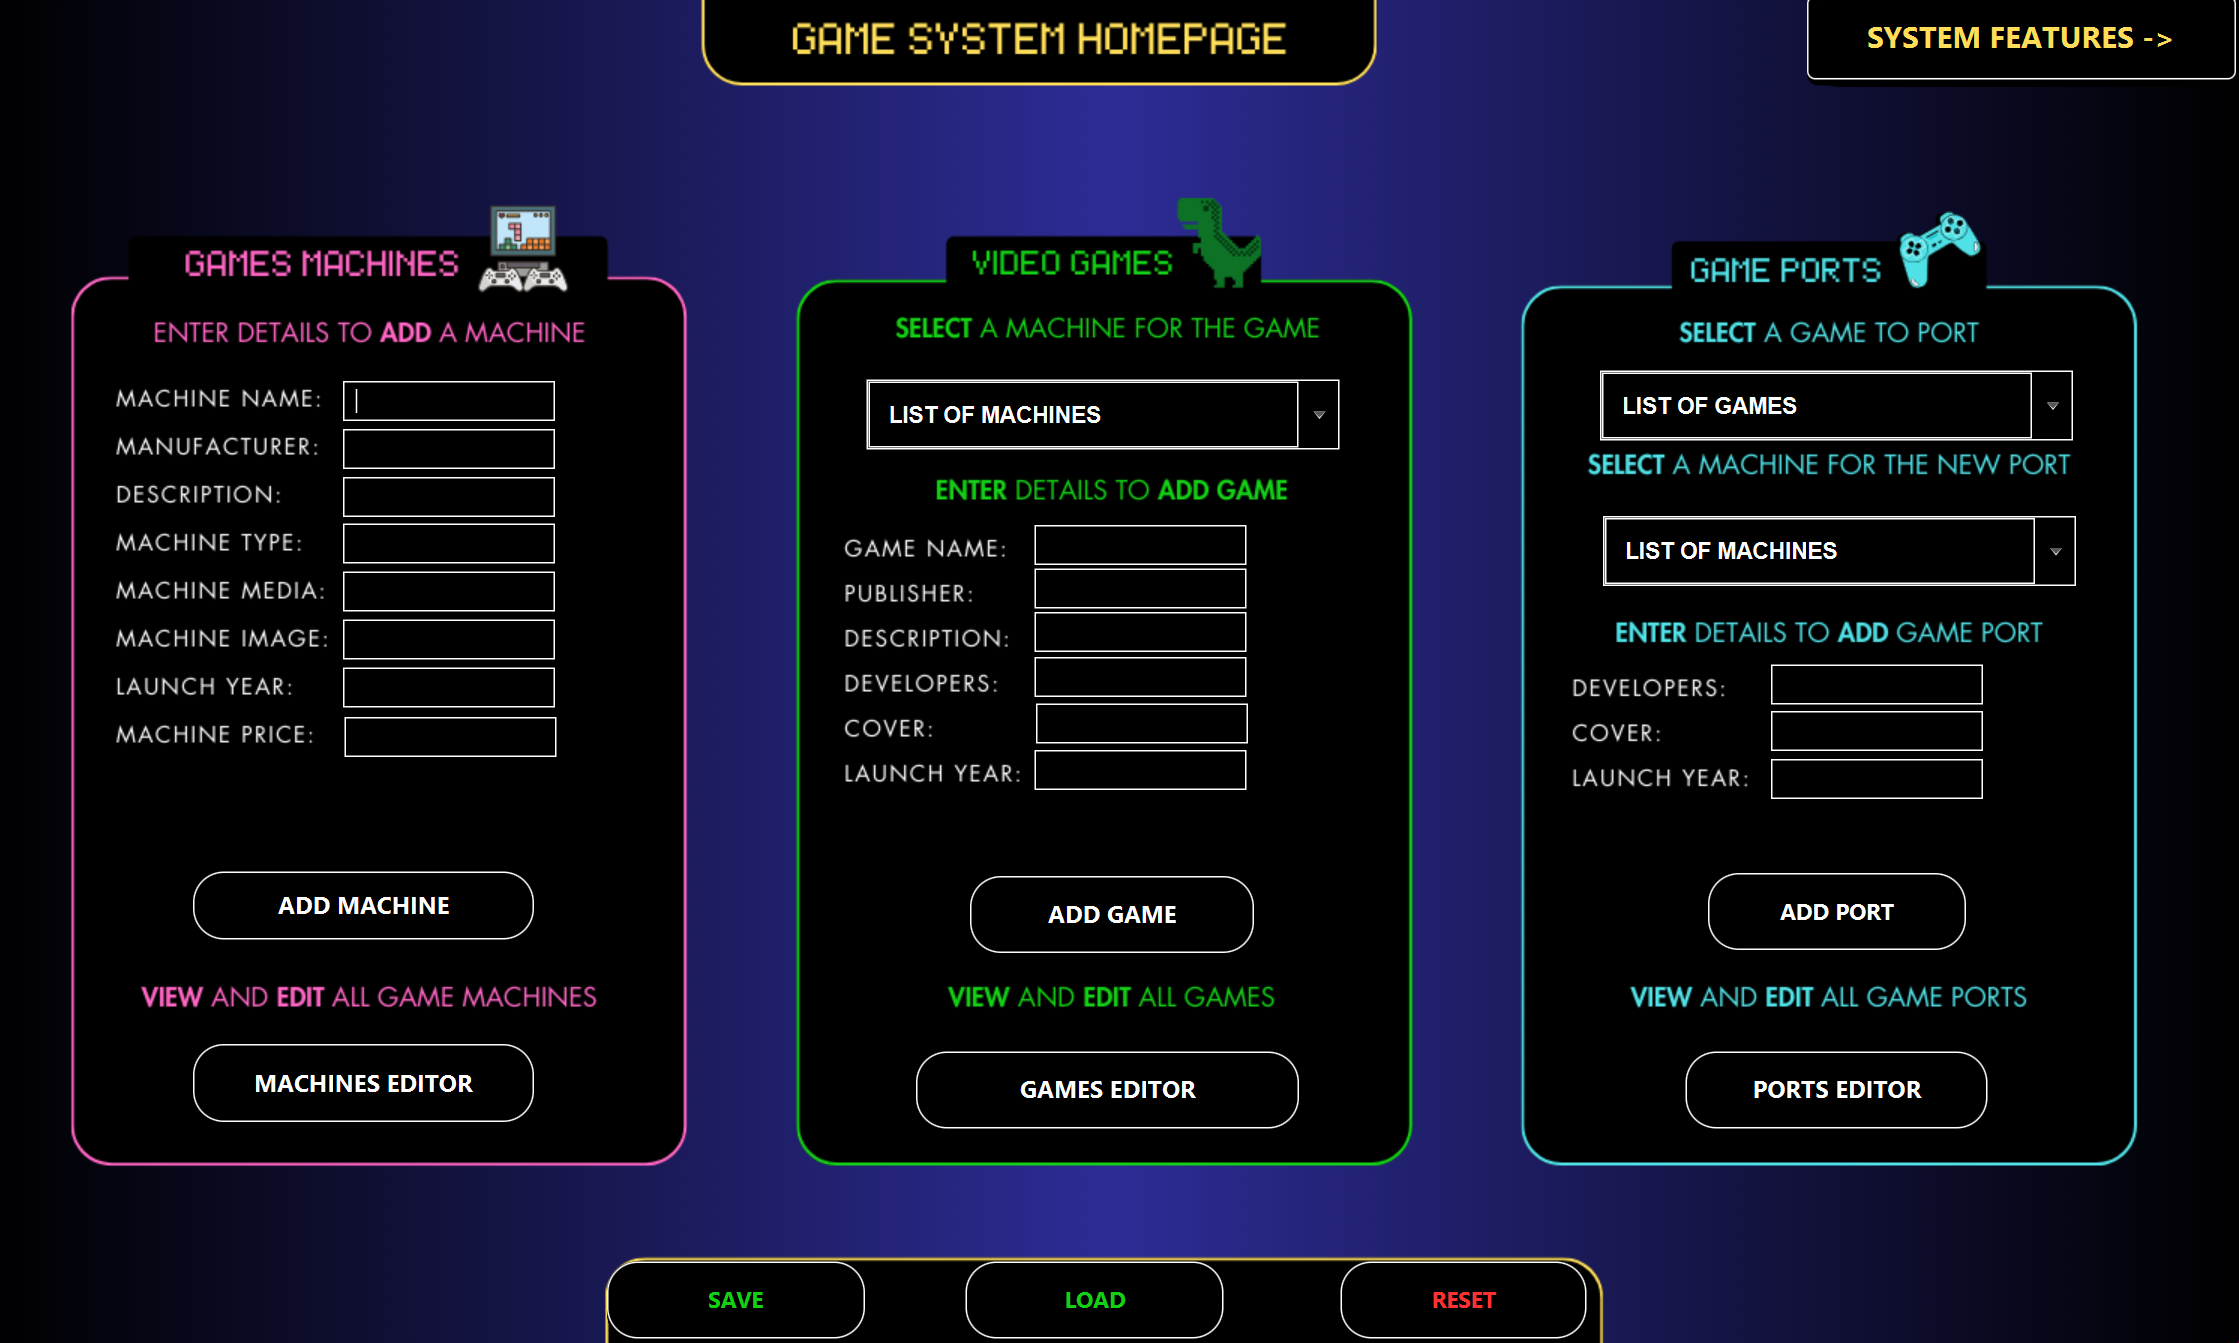 GAME SYSTEM HOMEPAGE
SYSTEM FEATURES ->
GAMES MACHINES
ENTER DETAILS TO ADD A MACHINE
MACHINE NAME:
MANUFACTURER:
DESCRIPTION:
MACHINE TYPE:
MACHINE MEDIA:
MACHINE IMAGE:
LAUNCH YEAR:
MACHINE PRICE:
ADD MACHINE
VIEW AND EDIT ALL GAME MACHINES
MACHINES EDITOR
VIDEO GAMES
SELECT A MACHINE FOR THE GAME
LIST OF MACHINES
ENTER DETAILS TO ADD GAME
GAME NAME:
PUBLISHER:
DESCRIPTION:
DEVELOPERS:
COVER:
LAUNCH YEAR:
ADD GAME
VIEW AND EDIT ALL GAMES
GAMES EDITOR
GAME PORTS
SELECT A GAME TO PORT
LIST OF GAMES
SELECT A MACHINE FOR THE NEW PORT
LIST OF MACHINES
ENTER DETAILS TO ADD GAME PORT
DEVELOPERS:
COVER:
LAUNCH YEAR:
ADD PORT
VIEW AND EDIT ALL GAME PORTS
PORTS EDITOR
SAVE
LOAD
RESET